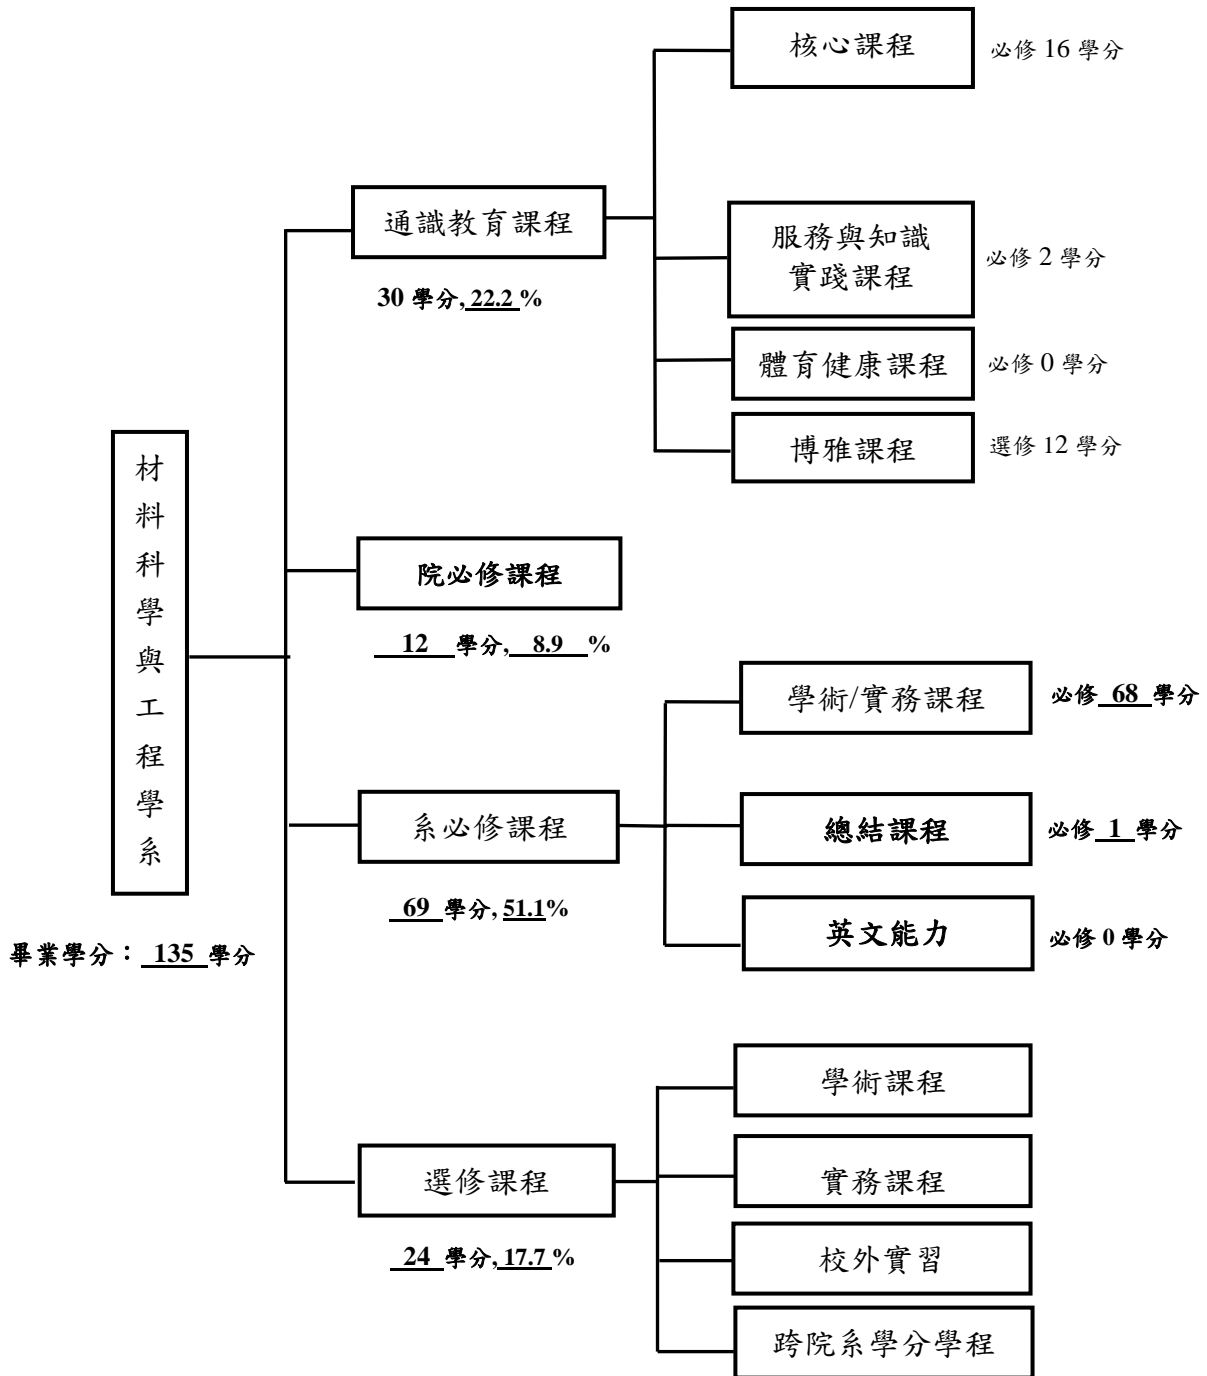 材料科學與工程學系
畢業學分：135 學分
通識教育課程
30 學分, 22.2 %
核心課程
必修 16 學分
服務與知識
實踐課程
必修 2 學分
體育健康課程
必修 0 學分
博雅課程
選修 12 學分
院必修課程
12 學分, 8.9 %
系必修課程
69 學分, 51.1%
學術/實務課程
必修 68 學分
總結課程
必修 1 學分
英文能力
必修 0 學分
選修課程
24 學分, 17.7 %
學術課程
實務課程
校外實習
跨院系學分學程